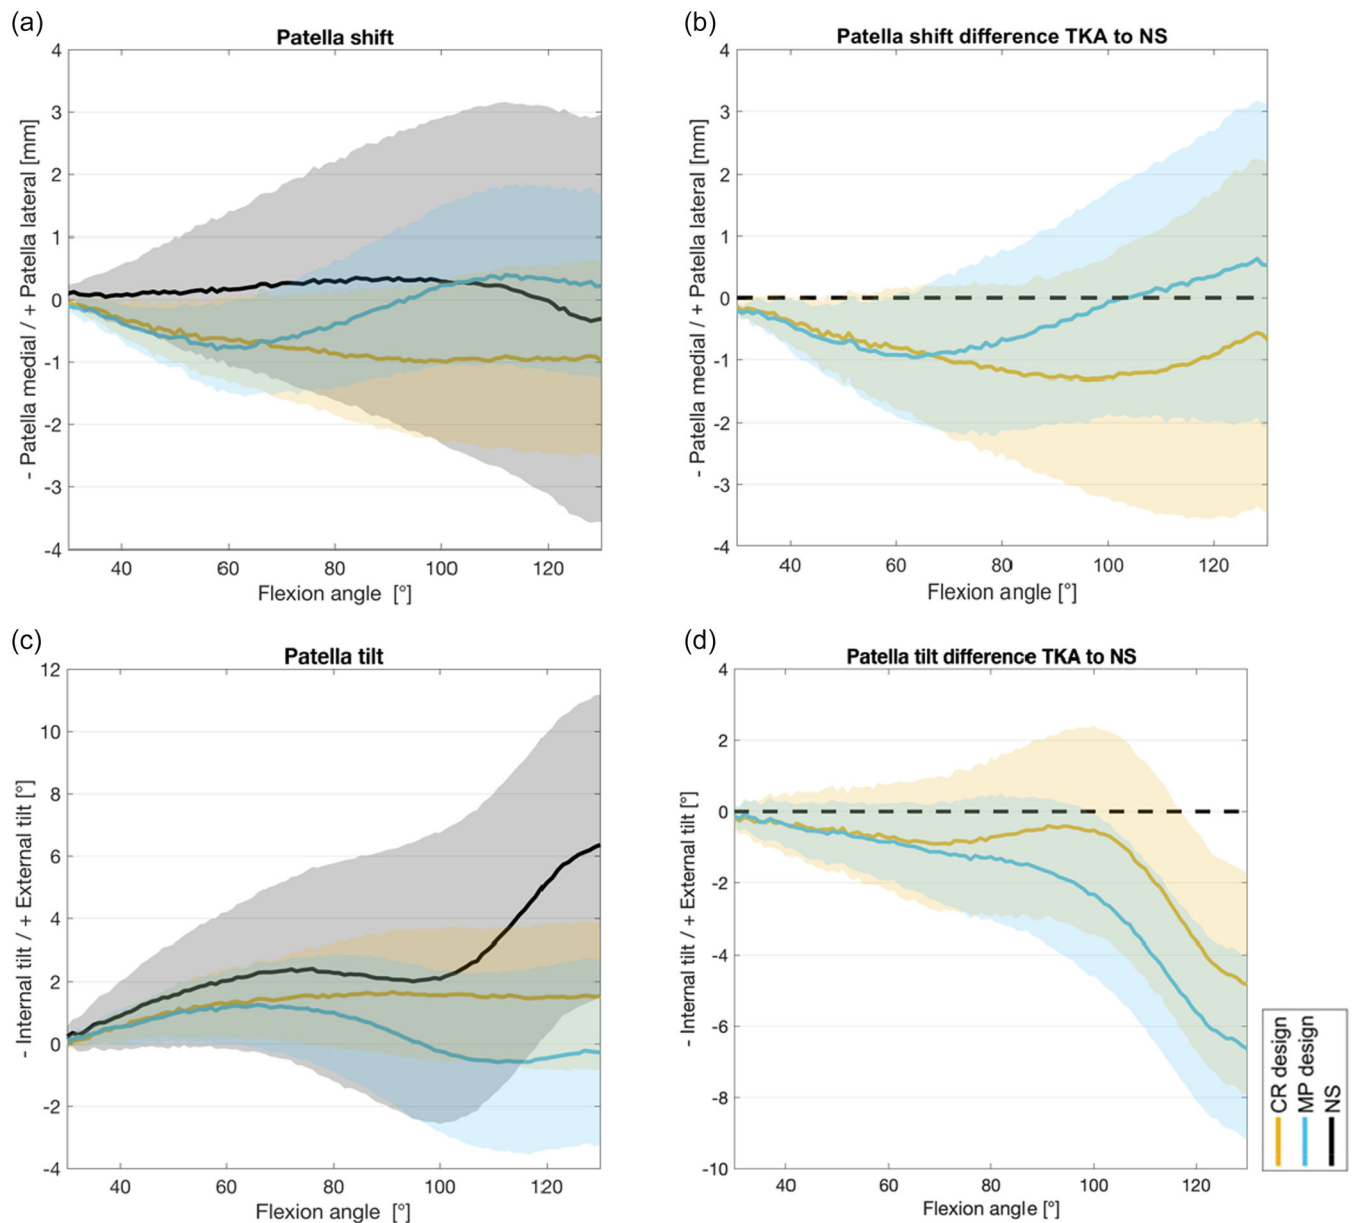 (a)
Patella shift
4
3
2
1
0
-1
-2
-3
-4
- Patella medial / + Patella lateral [mm]
40 60 80 100 120
Flexion angle [°]
(b)
Patella shift difference TKA to NS
4
3
2
1
0
-1
-2
-3
-4
- Patella medial / + Patella lateral [mm]
40 60 80 100 120
Flexion angle [°]
(c)
Patella tilt
12
10
8
6
4
2
0
-2
-4
- Internal tilt / + External tilt [°]
40 60 80 100 120
Flexion angle [°]
(d)
Patella tilt difference TKA to NS
4
2
0
-2
-4
-6
-8
-10
- Internal tilt / + External tilt [°]
40 60 80 100 120
Flexion angle [°]
CR design
MP design
NS